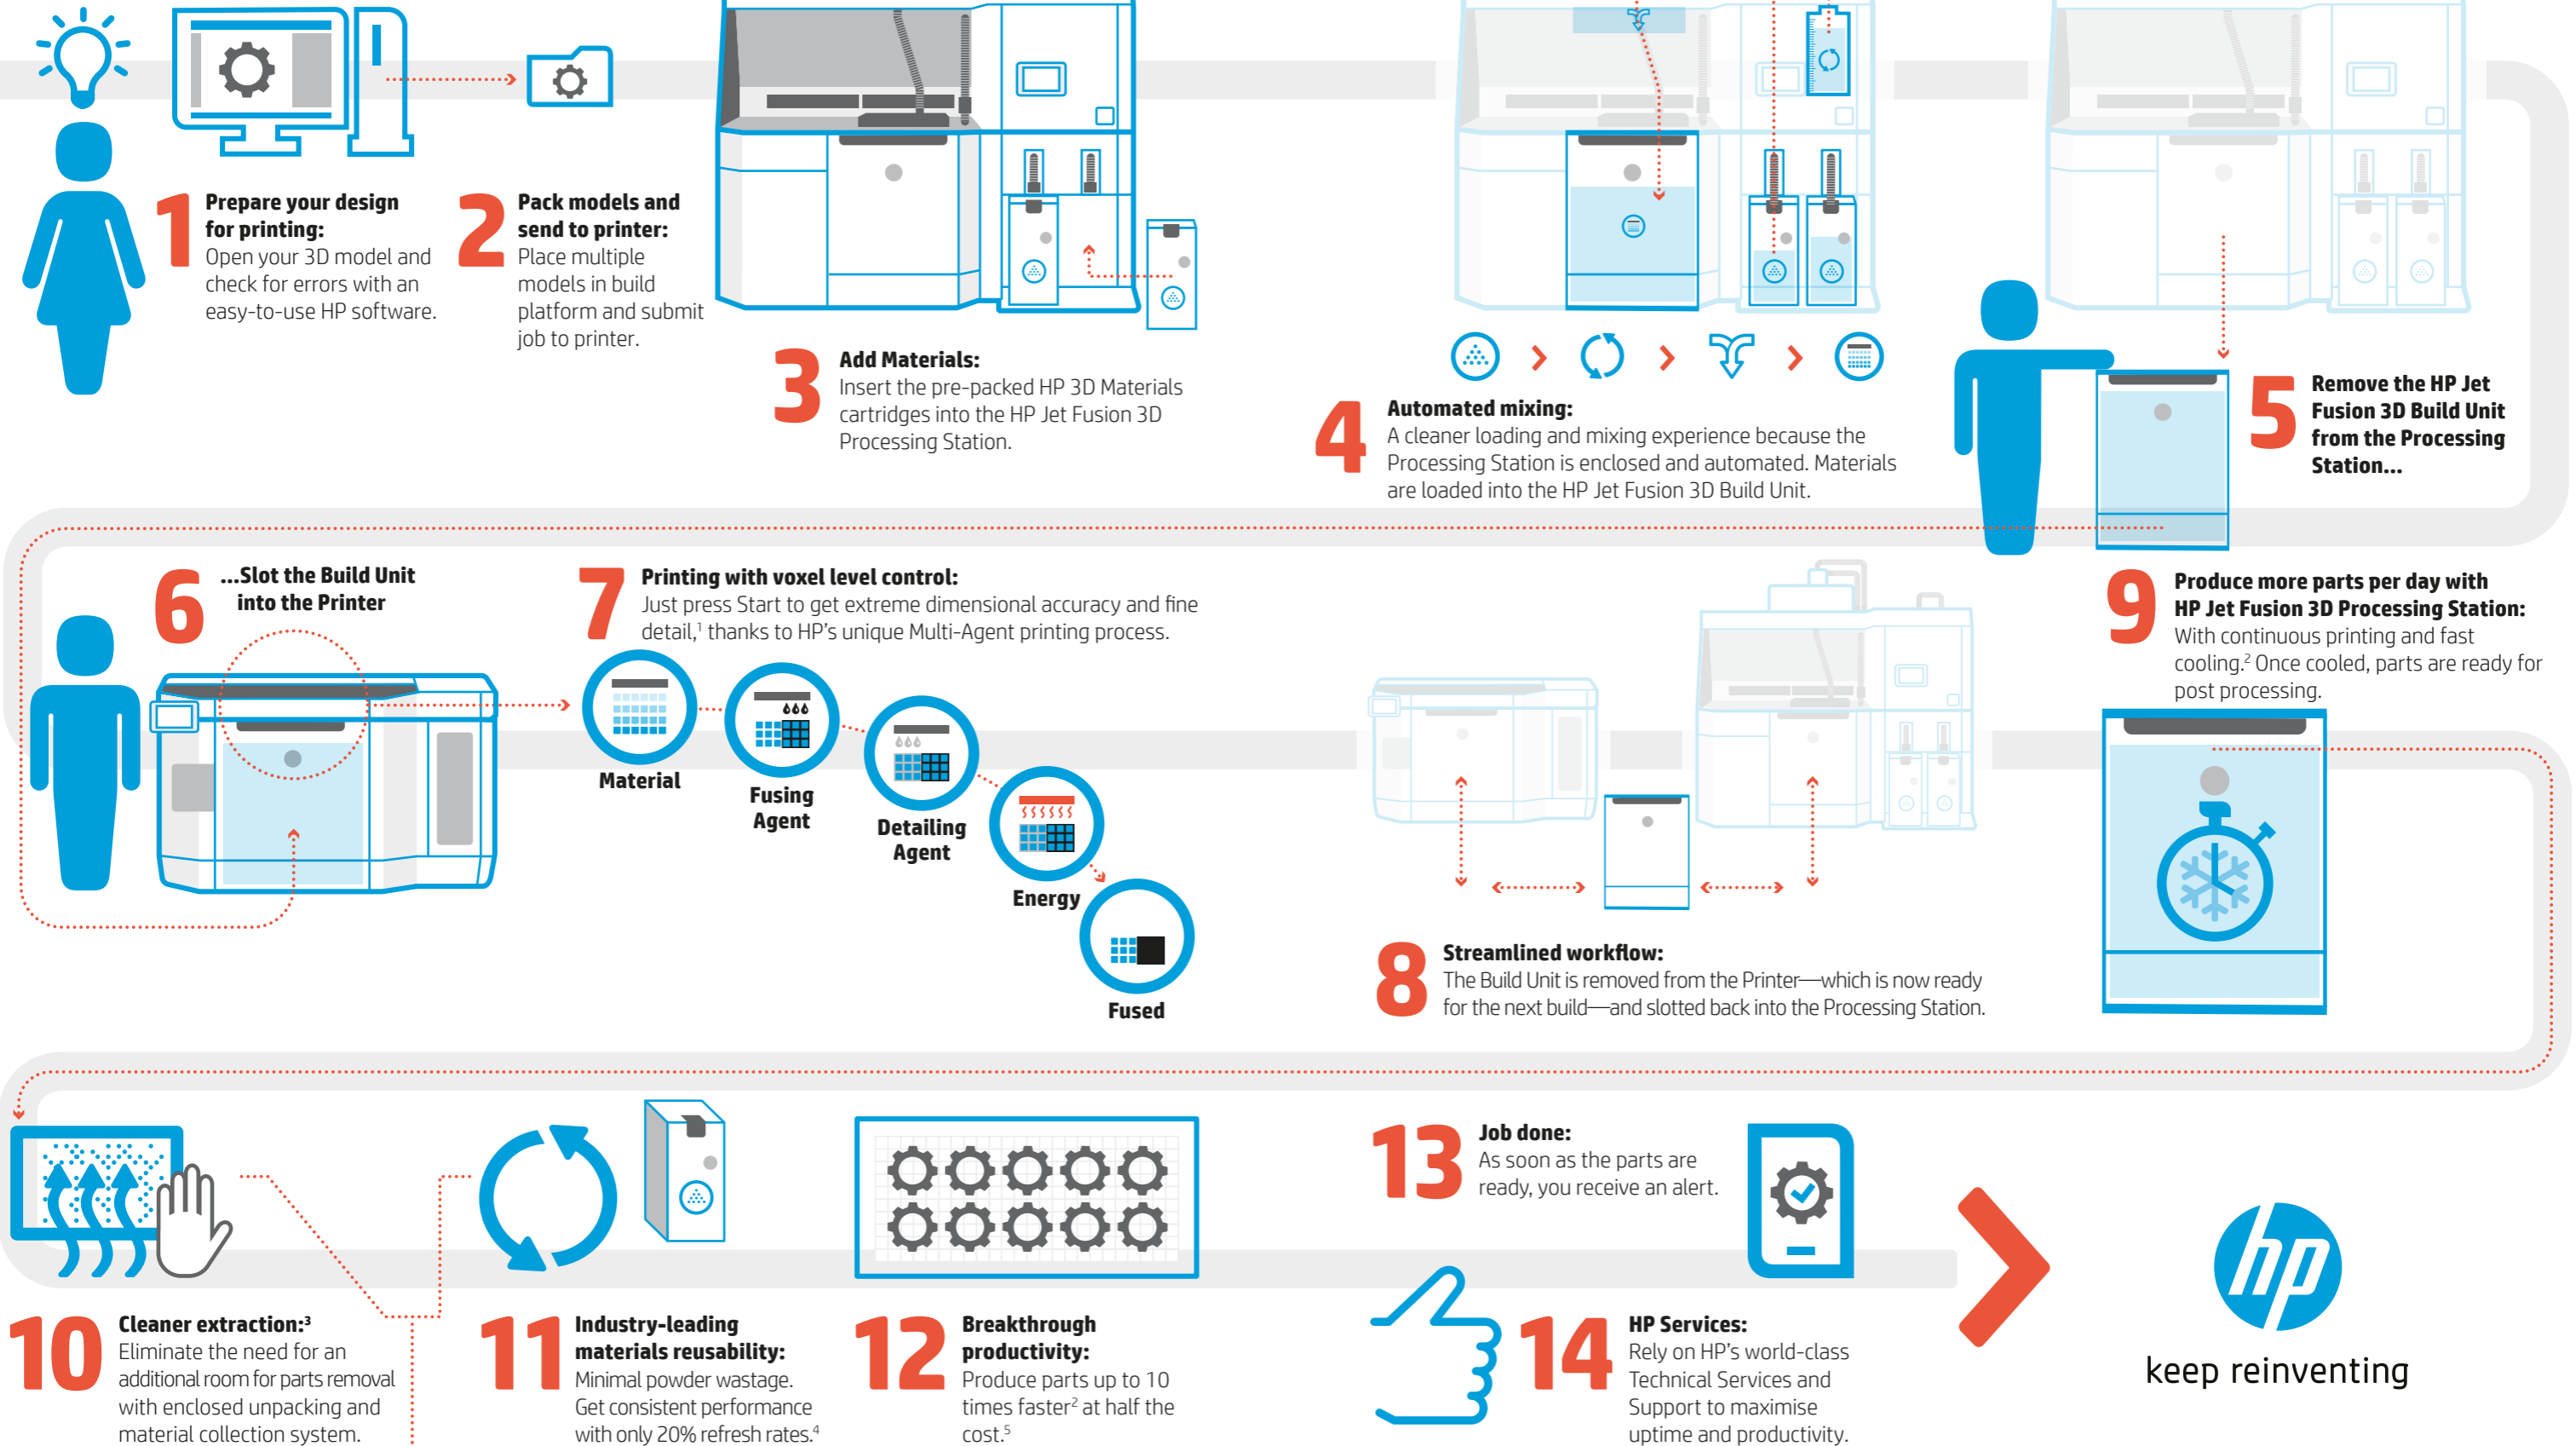 1
Prepare your design
for printing:
Open your 3D model and
check for errors with an
easy-to-use HP software.
2
Pack models and
send to printer:
Place multiple
models in build
platform and submit
job to printer.
3
Add Materials:
Insert the pre-packed HP 3D Materials
cartridges into the HP Jet Fusion 3D
Processing Station.
4
Automated mixing:
A cleaner loading and mixing experience because the
Processing Station is enclosed and automated. Materials
are loaded into the HP Jet Fusion 3D Build Unit.
5
Remove the HP Jet
Fusion 3D Build Unit
from the Processing
Station...
6
...Slot the Build Unit
into the Printer
7
Printing with voxel level control:
Just press Start to get extreme dimensional accuracy and fine
detail,¹ thanks to HP's unique Multi-Agent printing process.
Material
Fusing
Agent
Detailing
Agent
Energy
Fused
8
Streamlined workflow:
The Build Unit is removed from the Printer—which is now ready
for the next build—and slotted back into the Processing Station.
9
Produce more parts per day with
HP Jet Fusion 3D Processing Station:
With continuous printing and fast
cooling.² Once cooled, parts are ready for
post processing.
10
Cleaner extraction:³
Eliminate the need for an
additional room for parts removal
with enclosed unpacking and
material collection system.
11
Industry-leading
materials reusability:
Minimal powder wastage.
Get consistent performance
with only 20% refresh rates.⁴
12
Breakthrough
productivity:
Produce parts up to 10
times faster² at half the
cost.⁵
13
Job done:
As soon as the parts are
ready, you receive an alert.
14
HP Services:
Rely on HP's world-class
Technical Services and
Support to maximise
uptime and productivity.
hp
keep reinventing